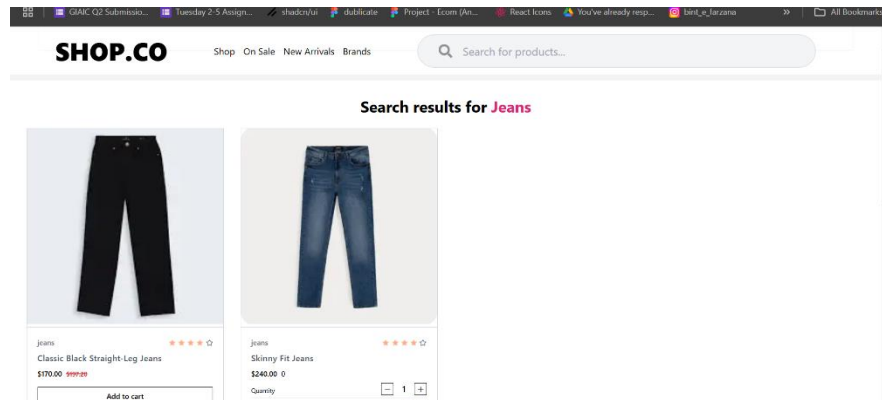 GIAIC Q2 Submissio... Tuesday 2-5 Assign... shadcn/ui dublicate Project - Ecom (An... React Icons You've already resp... bint_e_farzana » All Bookmarks
SHOP.CO Shop On Sale New Arrivals Brands Search for products...
Search results for Jeans
jeans
Classic Black Straight-Leg Jeans
$170.00 $197.20
Add to cart
jeans
Skinny Fit Jeans
$240.00 0
Quantity − 1 +